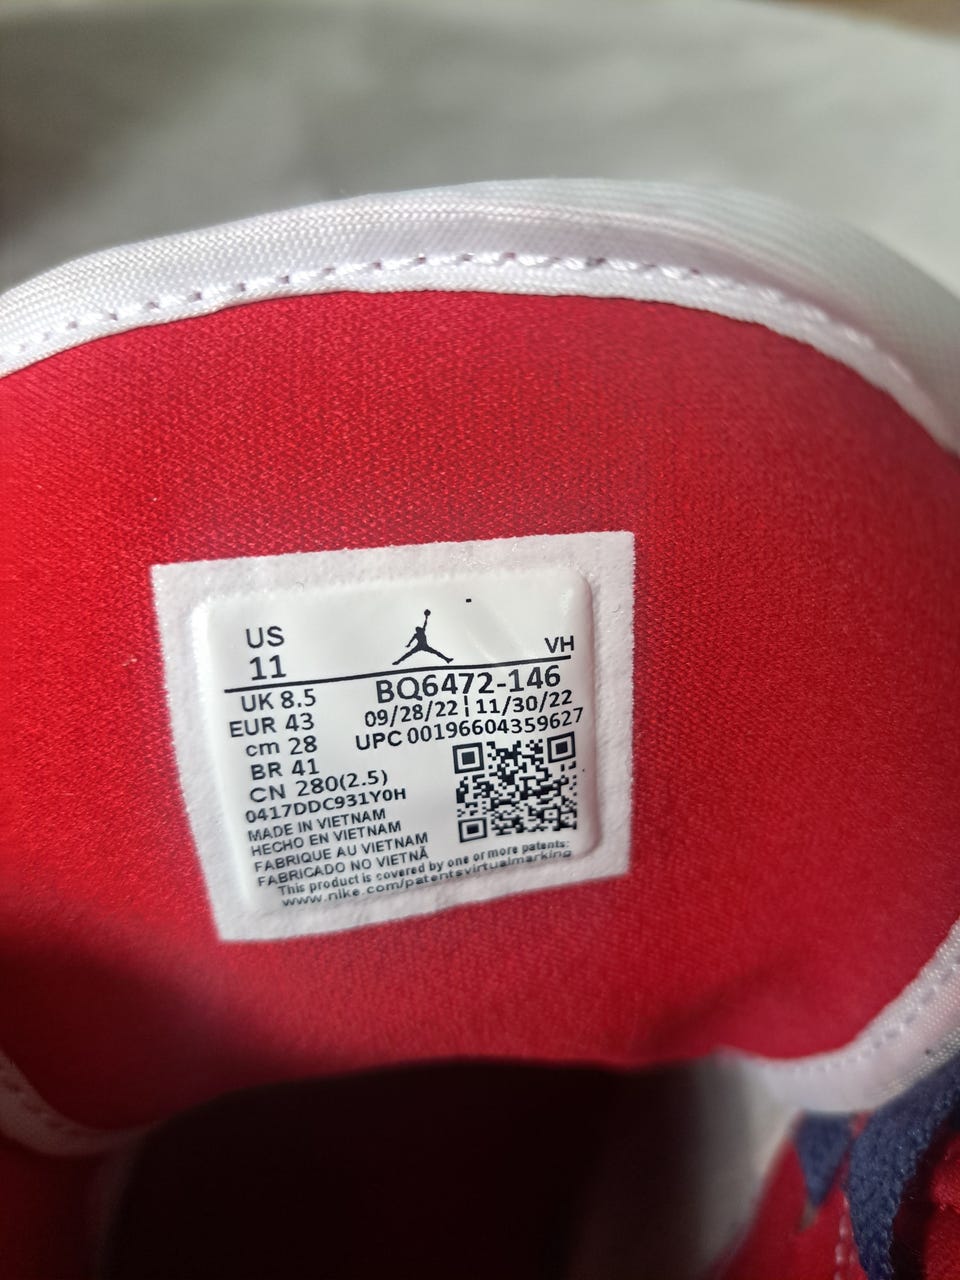 US
11
VH
UK 8.5
EUR 43
cm 28
BR 41
CN 280(2.5)
BQ6472-146
09/28/22 ¦ 11/30/22
UPC 00196604359627
0417DDC931Y0H
MADE IN VIETNAM
HECHO EN VIETNAM
FABRIQUE AU VIETNAM
FABRICADO NO VIETNÃ
This product is covered by one or more patents:
www.nike.com/patentsvirtualmarking